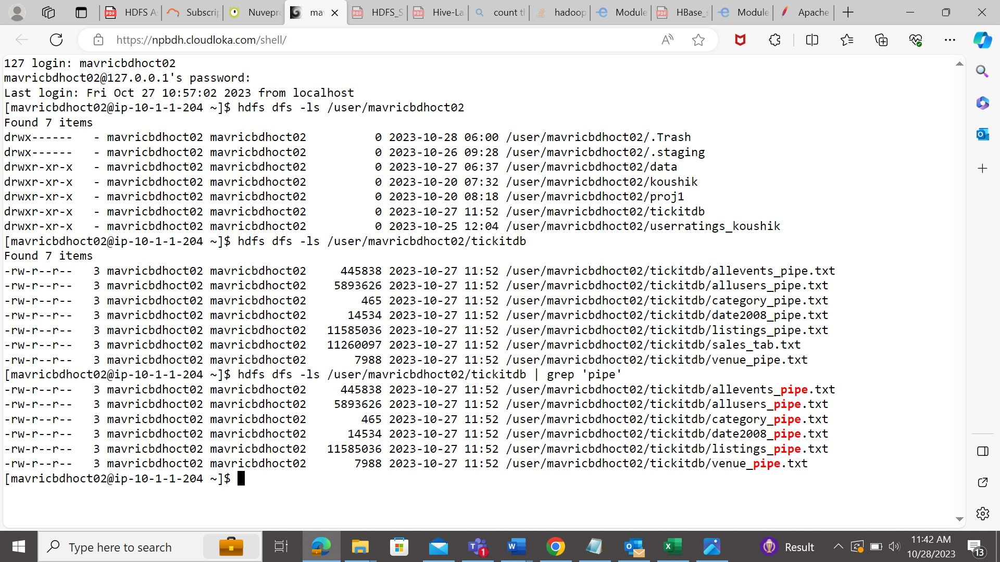 HDFS A
Subscrip
Nuvepr
ma
HDFS_S
Hive-La
count th
hadoop
Module
HBase_s
Module
Apache
https://npbdh.cloudloka.com/shell/
127 login: mavricbdhoct02
mavricbdhoct02@127.0.0.1's password:
Last login: Fri Oct 27 10:57:02 2023 from localhost
[mavricbdhoct02@ip-10-1-1-204 ~]$ hdfs dfs -ls /user/mavricbdhoct02
Found 7 items
drwx------   - mavricbdhoct02 mavricbdhoct02          0 2023-10-28 06:00 /user/mavricbdhoct02/.Trash
drwx------   - mavricbdhoct02 mavricbdhoct02          0 2023-10-26 09:28 /user/mavricbdhoct02/.staging
drwxr-xr-x   - mavricbdhoct02 mavricbdhoct02          0 2023-10-27 06:37 /user/mavricbdhoct02/data
drwxr-xr-x   - mavricbdhoct02 mavricbdhoct02          0 2023-10-20 07:32 /user/mavricbdhoct02/koushik
drwxr-xr-x   - mavricbdhoct02 mavricbdhoct02          0 2023-10-20 08:18 /user/mavricbdhoct02/proj1
drwxr-xr-x   - mavricbdhoct02 mavricbdhoct02          0 2023-10-27 11:52 /user/mavricbdhoct02/tickitdb
drwxr-xr-x   - mavricbdhoct02 mavricbdhoct02          0 2023-10-25 12:04 /user/mavricbdhoct02/userratings_koushik
[mavricbdhoct02@ip-10-1-1-204 ~]$ hdfs dfs -ls /user/mavricbdhoct02/tickitdb
Found 7 items
-rw-r--r--   3 mavricbdhoct02 mavricbdhoct02     445838 2023-10-27 11:52 /user/mavricbdhoct02/tickitdb/allevents_pipe.txt
-rw-r--r--   3 mavricbdhoct02 mavricbdhoct02    5893626 2023-10-27 11:52 /user/mavricbdhoct02/tickitdb/allusers_pipe.txt
-rw-r--r--   3 mavricbdhoct02 mavricbdhoct02        465 2023-10-27 11:52 /user/mavricbdhoct02/tickitdb/category_pipe.txt
-rw-r--r--   3 mavricbdhoct02 mavricbdhoct02      14534 2023-10-27 11:52 /user/mavricbdhoct02/tickitdb/date2008_pipe.txt
-rw-r--r--   3 mavricbdhoct02 mavricbdhoct02   11585036 2023-10-27 11:52 /user/mavricbdhoct02/tickitdb/listings_pipe.txt
-rw-r--r--   3 mavricbdhoct02 mavricbdhoct02   11260097 2023-10-27 11:52 /user/mavricbdhoct02/tickitdb/sales_tab.txt
-rw-r--r--   3 mavricbdhoct02 mavricbdhoct02       7988 2023-10-27 11:52 /user/mavricbdhoct02/tickitdb/venue_pipe.txt
[mavricbdhoct02@ip-10-1-1-204 ~]$ hdfs dfs -ls /user/mavricbdhoct02/tickitdb | grep 'pipe'
-rw-r--r--   3 mavricbdhoct02 mavricbdhoct02     445838 2023-10-27 11:52 /user/mavricbdhoct02/tickitdb/allevents_pipe.txt
-rw-r--r--   3 mavricbdhoct02 mavricbdhoct02    5893626 2023-10-27 11:52 /user/mavricbdhoct02/tickitdb/allusers_pipe.txt
-rw-r--r--   3 mavricbdhoct02 mavricbdhoct02        465 2023-10-27 11:52 /user/mavricbdhoct02/tickitdb/category_pipe.txt
-rw-r--r--   3 mavricbdhoct02 mavricbdhoct02      14534 2023-10-27 11:52 /user/mavricbdhoct02/tickitdb/date2008_pipe.txt
-rw-r--r--   3 mavricbdhoct02 mavricbdhoct02   11585036 2023-10-27 11:52 /user/mavricbdhoct02/tickitdb/listings_pipe.txt
-rw-r--r--   3 mavricbdhoct02 mavricbdhoct02       7988 2023-10-27 11:52 /user/mavricbdhoct02/tickitdb/venue_pipe.txt
[mavricbdhoct02@ip-10-1-1-204 ~]$
Type here to search
Result
11:42 AM
10/28/2023
13